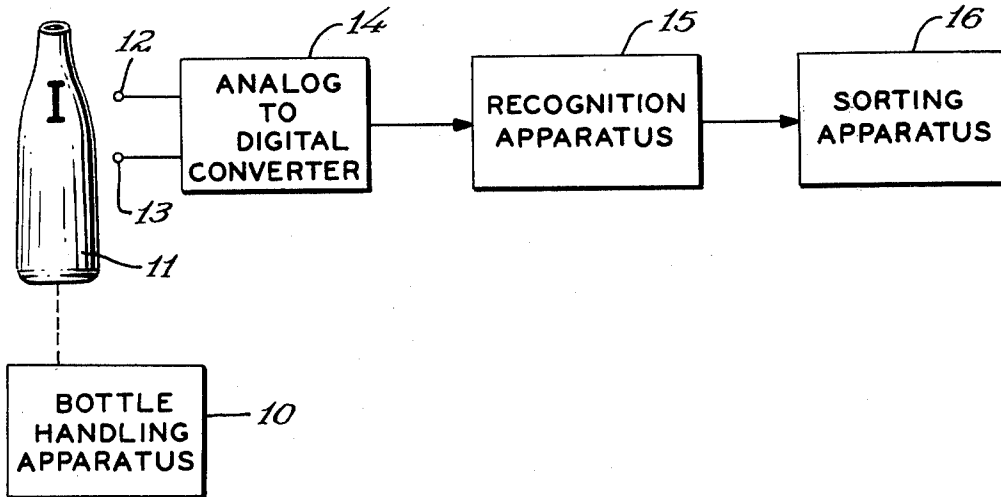 12
14
15
16
I
ANALOG
TO
DIGITAL
CONVERTER
RECOGNITION
APPARATUS
SORTING
APPARATUS
13
11
BOTTLE
HANDLING
APPARATUS
10